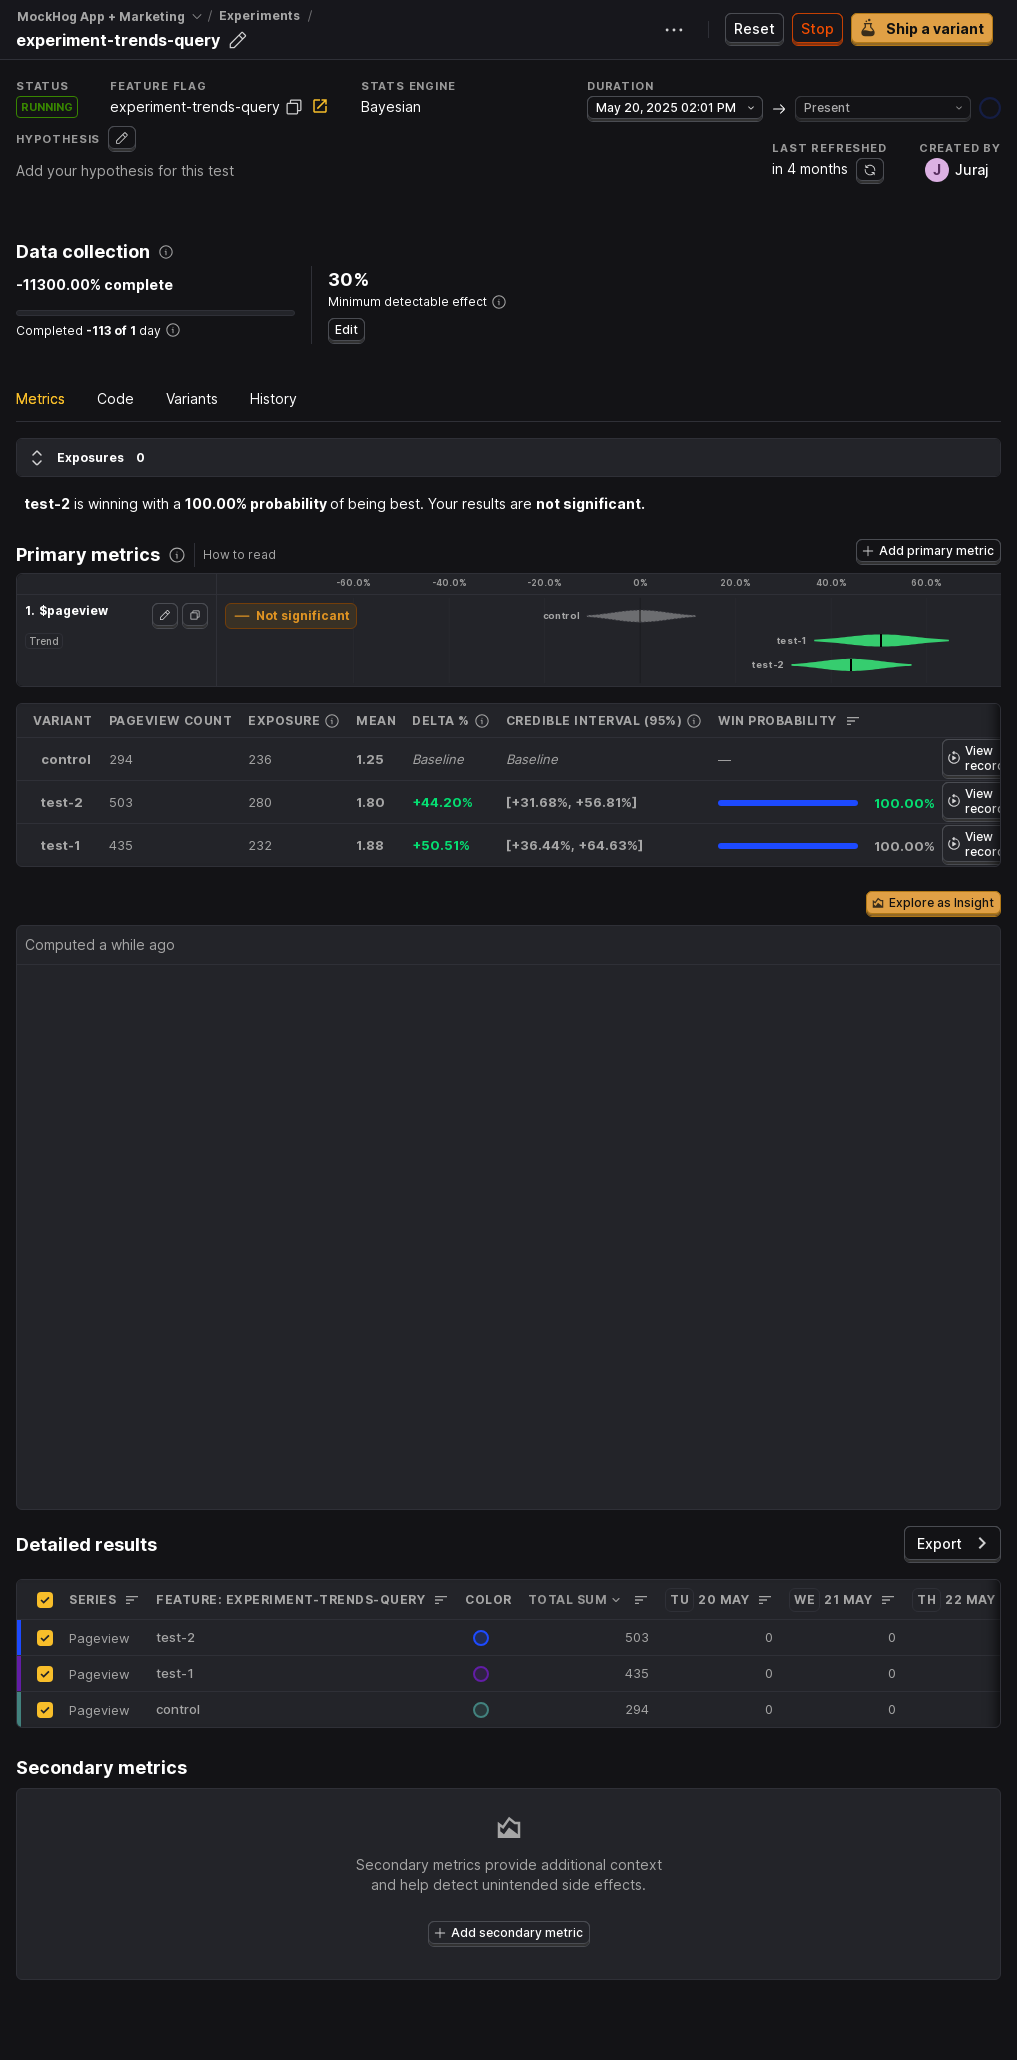 MockHog App + Marketing / Experiments /
experiment-trends-query
Reset
Stop
Ship a variant
STATUS
RUNNING
FEATURE FLAG
experiment-trends-query
STATS ENGINE
Bayesian
DURATION
May 20, 2025 02:01 PM → Present
HYPOTHESIS
Add your hypothesis for this test
LAST REFRESHED
in 4 months
CREATED BY
J Juraj
Data collection
-11300.00% complete
Completed -113 of 1 day
30%
Minimum detectable effect
Edit
Metrics Code Variants History
Exposures 0
test-2 is winning with a 100.00% probability of being best. Your results are not significant.
Primary metrics How to read
Add primary metric
-60.0% -40.0% -20.0% 0% 20.0% 40.0% 60.0%
1. $pageview
Trend
— Not significant
control
test-1
test-2
VARIANT PAGEVIEW COUNT EXPOSURE MEAN DELTA % CREDIBLE INTERVAL (95%) WIN PROBABILITY
control 294 236 1.25 Baseline Baseline — View
test-2 503 280 1.80 +44.20% [+31.68%, +56.81%] 100.00% View
test-1 435 232 1.88 +50.51% [+36.44%, +64.63%] 100.00% View
Explore as Insight
Computed a while ago
Detailed results
Export
SERIES FEATURE: EXPERIMENT-TRENDS-QUERY COLOR TOTAL SUM TU 20 MAY WE 21 MAY TH 22 MAY
Pageview test-2 503 0 0
Pageview test-1 435 0 0
Pageview control 294 0 0
Secondary metrics
Secondary metrics provide additional context
and help detect unintended side effects.
Add secondary metric